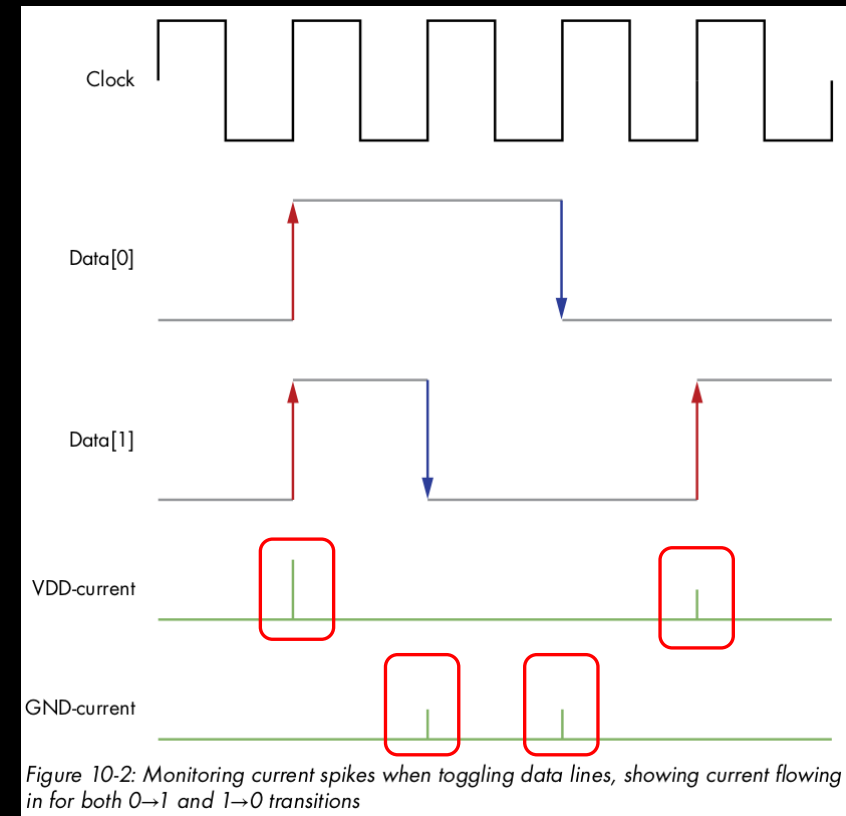 Clock
Data[0]
Data[1]
VDD-current
GND-current
Figure 10-2: Monitoring current spikes when toggling data lines, showing current flowing
in for both 0→1 and 1→0 transitions